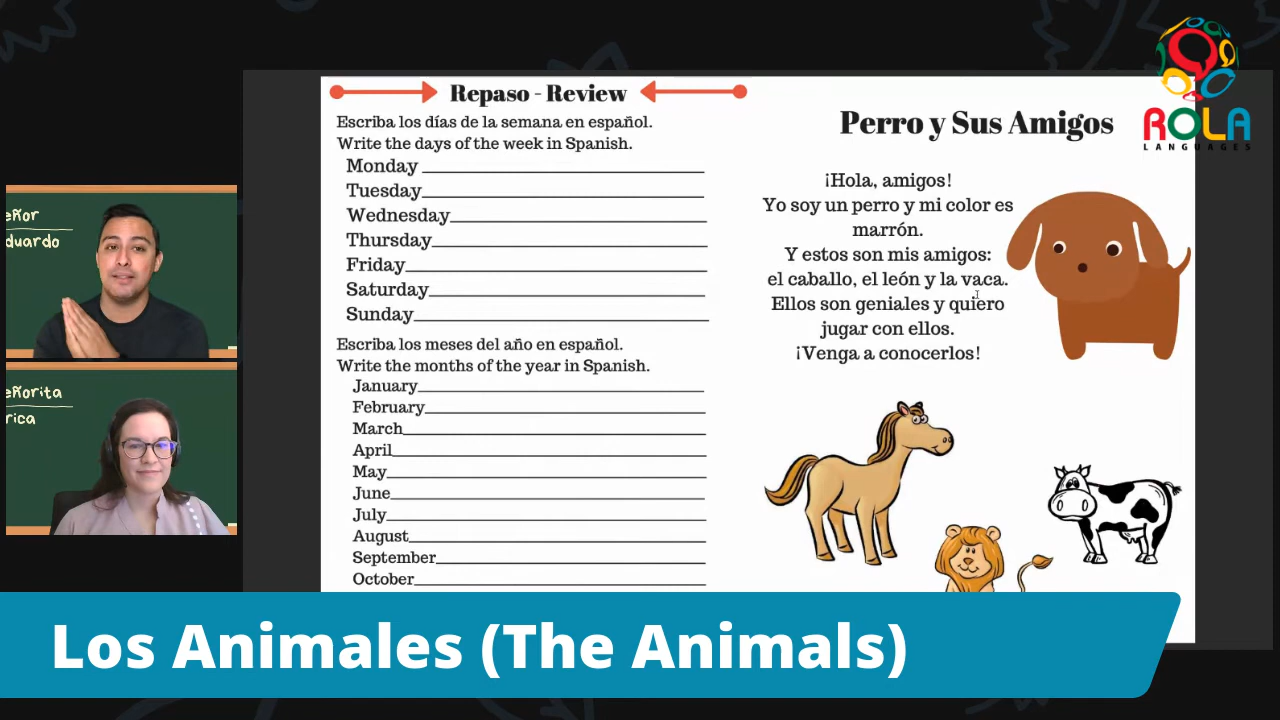 ROLA
LANGUAGES
Repaso - Review
Escriba los días de la semana en español.
Write the days of the week in Spanish.
Monday
Tuesday
Wednesday
Thursday
Friday
Saturday
Sunday
Escriba los meses del año en español.
Write the months of the year in Spanish.
January
February
March
April
May
June
July
August
September
October
Perro y Sus Amigos
¡Hola, amigos!
Yo soy un perro y mi color es
marrón.
Y estos son mis amigos:
el caballo, el león y la vaca.
Ellos son geniales y quiero
jugar con ellos.
¡Venga a conocerlos!
eñor
duardo
eñorita
rica
Los Animales (The Animals)